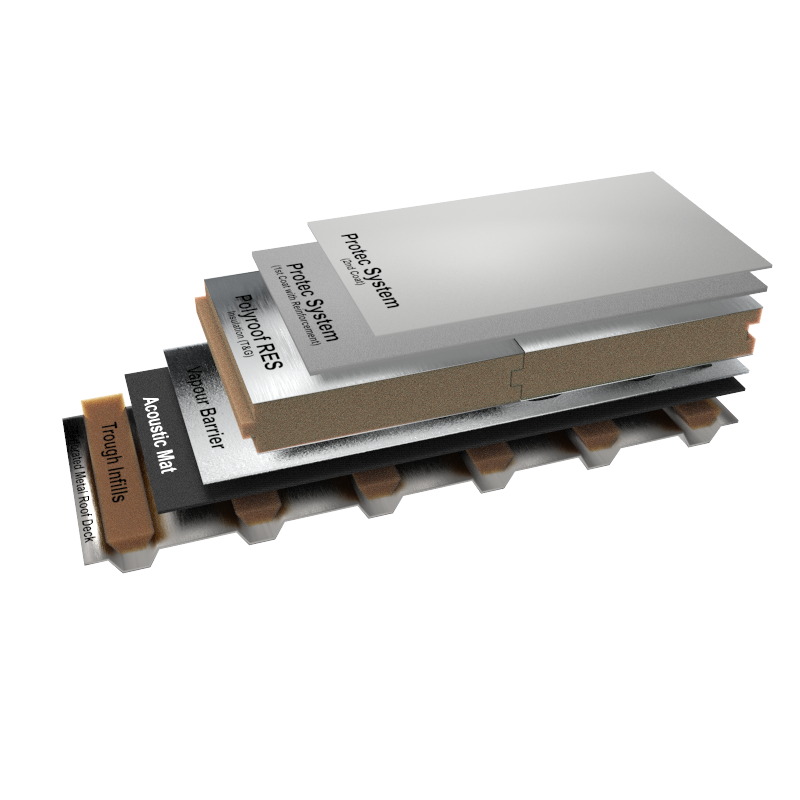 Protec System
(2nd Coat)
Protec System
(1st Coat with Reinforcement)
Polyroof RES
Insulation (T&G)
Vapour Barrier
Acoustic Mat
Trough Infills
Metal Roof Deck